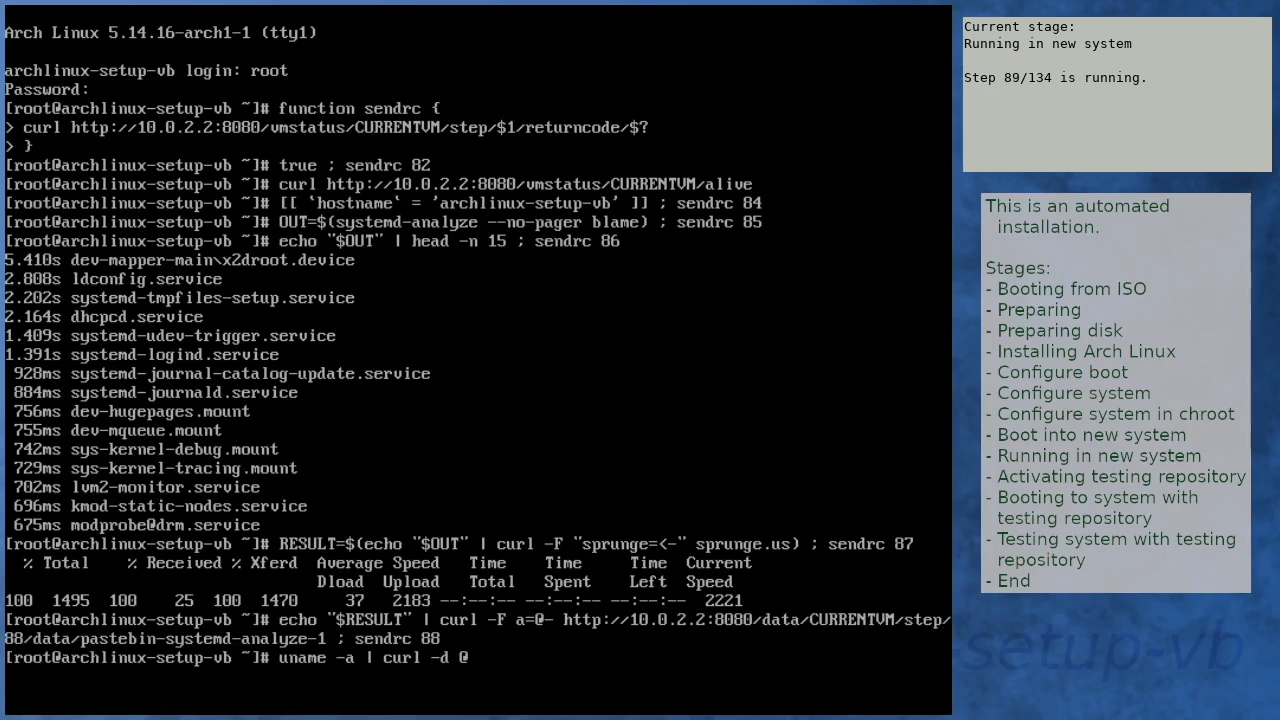 Arch Linux 5.14.16-arch1-1 (tty1)
archlinux-setup-vb login: root
Password:
[root@archlinux-setup-vb ~]# function sendrc {
> curl http://10.0.2.2:8080/vmstatus/CURRENTVM/step/$1/returncode/$?
> }
[root@archlinux-setup-vb ~]# true ; sendrc 82
[root@archlinux-setup-vb ~]# curl http://10.0.2.2:8080/vmstatus/CURRENTVM/alive
[root@archlinux-setup-vb ~]# [[ `hostname` = 'archlinux-setup-vb' ]] ; sendrc 84
[root@archlinux-setup-vb ~]# OUT=$(systemd-analyze --no-pager blame) ; sendrc 85
[root@archlinux-setup-vb ~]# echo "$OUT" | head -n 15 ; sendrc 86
5.410s dev-mapper-main\x2droot.device
2.808s ldconfig.service
2.202s systemd-tmpfiles-setup.service
2.164s dhcpcd.service
1.409s systemd-udev-trigger.service
1.391s systemd-logind.service
928ms systemd-journal-catalog-update.service
884ms systemd-journald.service
756ms dev-hugepages.mount
755ms dev-mqueue.mount
742ms sys-kernel-debug.mount
729ms sys-kernel-tracing.mount
702ms lvm2-monitor.service
696ms kmod-static-nodes.service
675ms modprobe@drm.service
[root@archlinux-setup-vb ~]# RESULT=$(echo "$OUT" | curl -F "sprunge=<-" sprunge.us) ; sendrc 87
% Total % Received % Xferd Average Speed Time Time Time Current
Dload Upload Total Spent Left Speed
100 1495 100 25 100 1470 37 2183 --:--:-- --:--:-- --:--:-- 2221
[root@archlinux-setup-vb ~]# echo "$RESULT" | curl -F a=@- http://10.0.2.2:8080/data/CURRENTVM/step/
88/data/pastebin-systemd-analyze-1 ; sendrc 88
[root@archlinux-setup-vb ~]# uname -a | curl -d @
Current stage:
Running in new system
Step 89/134 is running.
This is an automated
installation.
Stages:
- Booting from ISO
- Preparing
- Preparing disk
- Installing Arch Linux
- Configure boot
- Configure system
- Configure system in chroot
- Boot into new system
- Running in new system
- Activating testing repository
- Booting to system with
testing repository
- Testing system with testing
repository
- End
-setup-vb